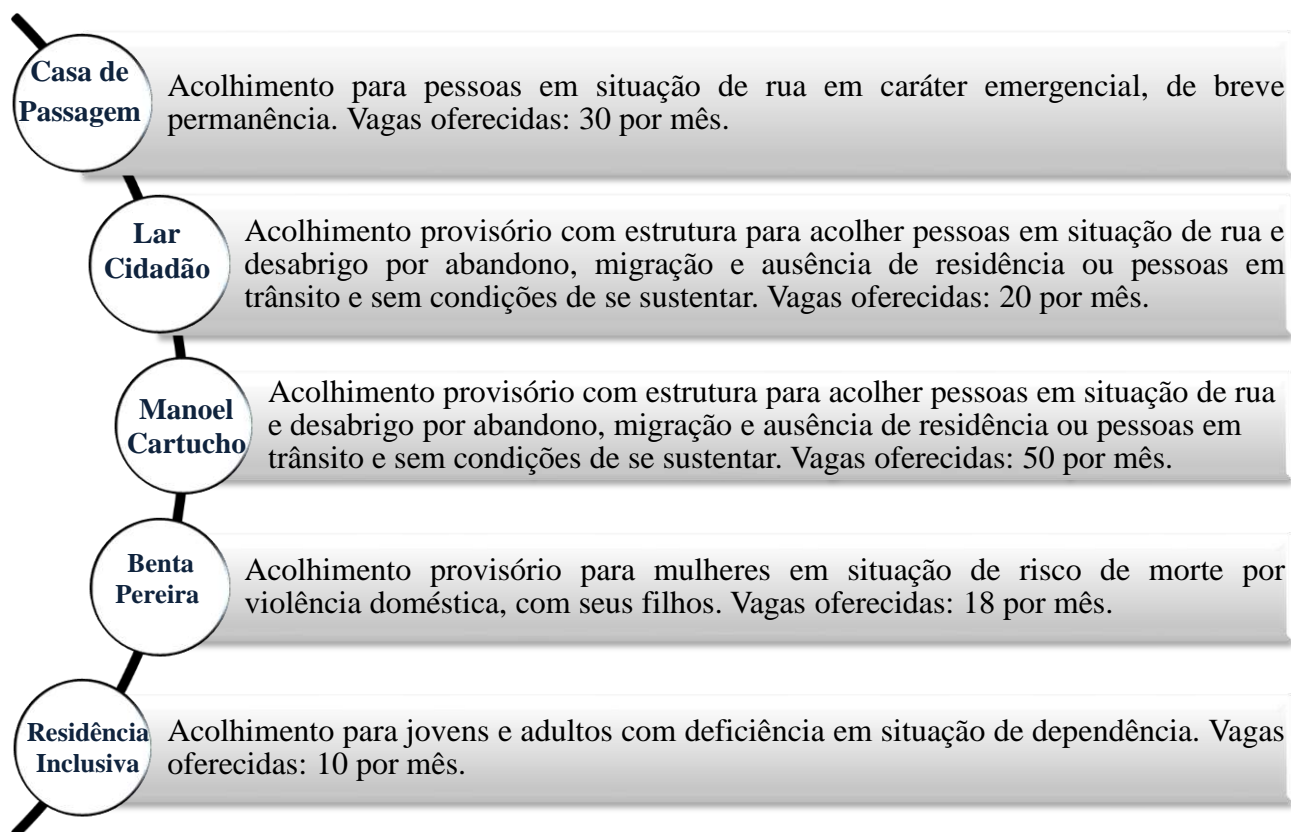 Casa de
Passagem
Acolhimento para pessoas em situação de rua em caráter emergencial, de breve
permanência. Vagas oferecidas: 30 por mês.
Lar
Cidadão
Acolhimento provisório com estrutura para acolher pessoas em situação de rua e
desabrigo por abandono, migração e ausência de residência ou pessoas em
trânsito e sem condições de se sustentar. Vagas oferecidas: 20 por mês.
Manoel
Cartucho
Acolhimento provisório com estrutura para acolher pessoas em situação de rua
e desabrigo por abandono, migração e ausência de residência ou pessoas em
trânsito e sem condições de se sustentar. Vagas oferecidas: 50 por mês.
Benta
Pereira
Acolhimento provisório para mulheres em situação de risco de morte por
violência doméstica, com seus filhos. Vagas oferecidas: 18 por mês.
Residência
Inclusiva
Acolhimento para jovens e adultos com deficiência em situação de dependência. Vagas
oferecidas: 10 por mês.